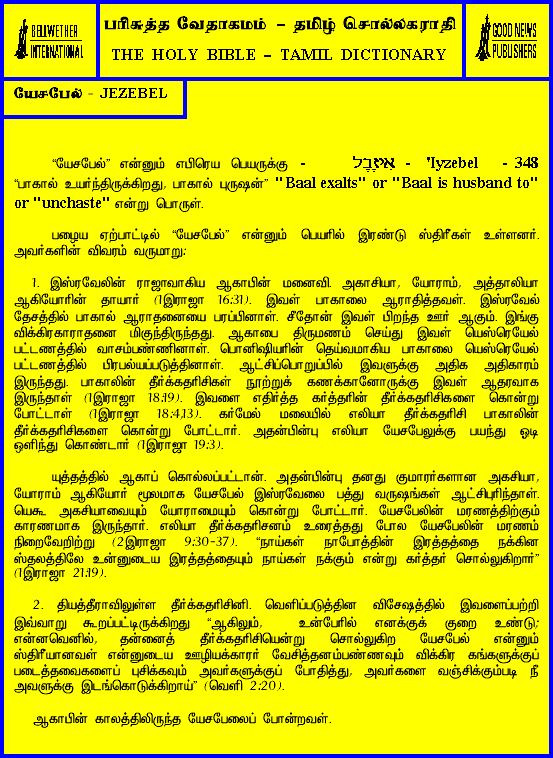 BELLWETHER
INTERNATIONAL
பரிசுத்த வேதாகமம் – தமிழ் சொல்லகராதி
THE HOLY BIBLE – TAMIL DICTIONARY
GOOD NEWS
PUBLISHERS
யேசபேல் - JEZEBEL
“யேசபேல்” என்னும் எபிரெய பெயருக்கு - אִיזֶבֶל - 'Iyzebel - 348
“பாகால் உயர்ந்திருக்கிறது, பாகால் புருஷன்” "Baal exalts" or "Baal is husband to"
or "unchaste" என்று பொருள்.
பழைய ஏற்பாட்டில் “யேசபேல்” என்னும் பெயரில் இரண்டு ஸ்திரீகள் உள்ளனர்.
அவர்களின் விவரம் வருமாறு:
1. இஸ்ரவேலின் ராஜாவாகிய ஆகாபின் மனைவி. அகாசியா, யோராம், அத்தாலியா
ஆகியோரின் தாயார் (1இராஜா 16:31). இவள் பாகாலை ஆராதித்தவள். இஸ்ரவேல்
தேசத்தில் பாகால் ஆராதனையை பரப்பினாள். சீதோன் இவள் பிறந்த ஊர் ஆகும். இங்கு
விக்கிரகாராதனை மிகுந்திருந்தது. ஆகாபை திருமணம் செய்து இவள் யெஸ்ரெயேல்
பட்டணத்தில் வாசம்பண்ணினாள். பொனிஷியரின் தெய்வமாகிய பாகாலை யெஸ்ரெயேல்
பட்டணத்தில் பிரபல்யப்படுத்தினாள். ஆட்சிப்பொறுப்பில் இவளுக்கு அதிக அதிகாரம்
இருந்தது. பாகாலின் தீர்க்கதரிசிகள் நூற்றுக் கணக்கானோருக்கு இவள் ஆதரவாக
இருந்தாள் (1இராஜா 18:19). இவளை எதிர்த்த கர்த்தரின் தீர்க்கதரிசிகளை கொன்று
போட்டாள் (1இராஜா 18:4,13). கர்மேல் மலையில் எலியா தீர்க்கதரிசி பாகாலின்
தீர்க்கதரிசிகளை கொன்று போட்டார். அதன்பின்பு எலியா யேசபேலுக்கு பயந்து ஓடி
ஒளிந்து கொண்டார் (1இராஜா 19:3).
யுத்தத்தில் ஆகாப் கொல்லப்பட்டான். அதன்பின்பு தனது குமாரர்களான அகசியா,
யோராம் ஆகியோர் மூலமாக யேசபேல் இஸ்ரவேலை பத்து வருஷங்கள் ஆட்சிபுரிந்தாள்.
யெகூ அகசியாவையும் யோராமையும் கொன்று போட்டார். யேசபேலின் மரணத்திற்கும்
காரணமாக இருந்தார். எலியா தீர்க்கதரிசனம் உரைத்தது போல யேசபேலின் மரணம்
நிறைவேறிற்று (2இராஜா 9:30-37). “நாய்கள் நாபோத்தின் இரத்தத்தை நக்கின
ஸ்தலத்திலே உன்னுடைய இரத்தத்தையும் நாய்கள் நக்கும் என்று கர்த்தர் சொல்லுகிறார்”
(1இராஜா 21:19).
2. தியத்தீராவிலுள்ள தீர்க்கதரிசினி. வெளிப்படுத்தின விசேஷத்தில் இவளைப்பற்றி
இவ்வாறு கூறப்பட்டிருக்கிறது “ஆகிலும், உன்பேரில் எனக்குக் குறை உண்டு;
என்னவெனில், தன்னைத் தீர்க்கதரிசியென்று சொல்லுகிற யேசபேல் என்னும்
ஸ்திரீயானவள் என்னுடைய ஊழியக்காரர் வேசித்தனம்பண்ணவும் விக்கிர கங்களுக்குப்
படைத்தவைகளைப் புசிக்கவும் அவர்களுக்குப் போதித்து, அவர்களை வஞ்சிக்கும்படி நீ
அவளுக்கு இடங்கொடுக்கிறாய்” (வெளி 2:20).
ஆகாபின் காலத்திலிருந்த யேசபேலைப் போன்றவள்.